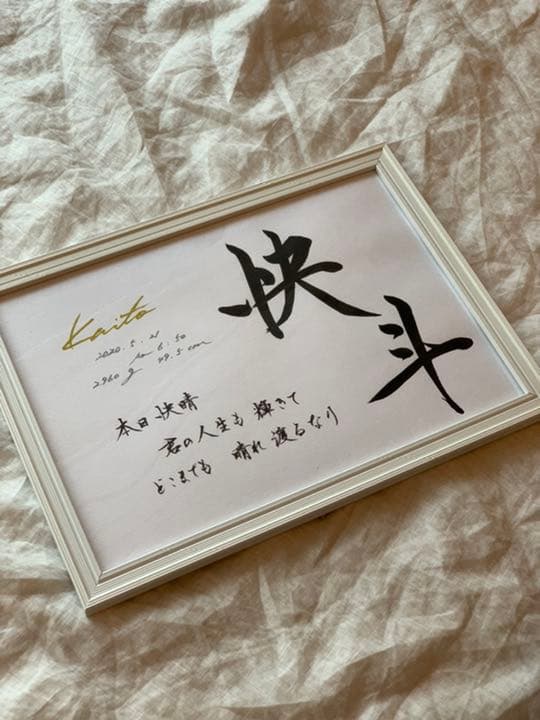 快斗
Kaito
2020.5.21
am 6:50
2960g 49.5cm
本日快晴
君の人生も輝きて
どこまでも 晴れ渡るなり